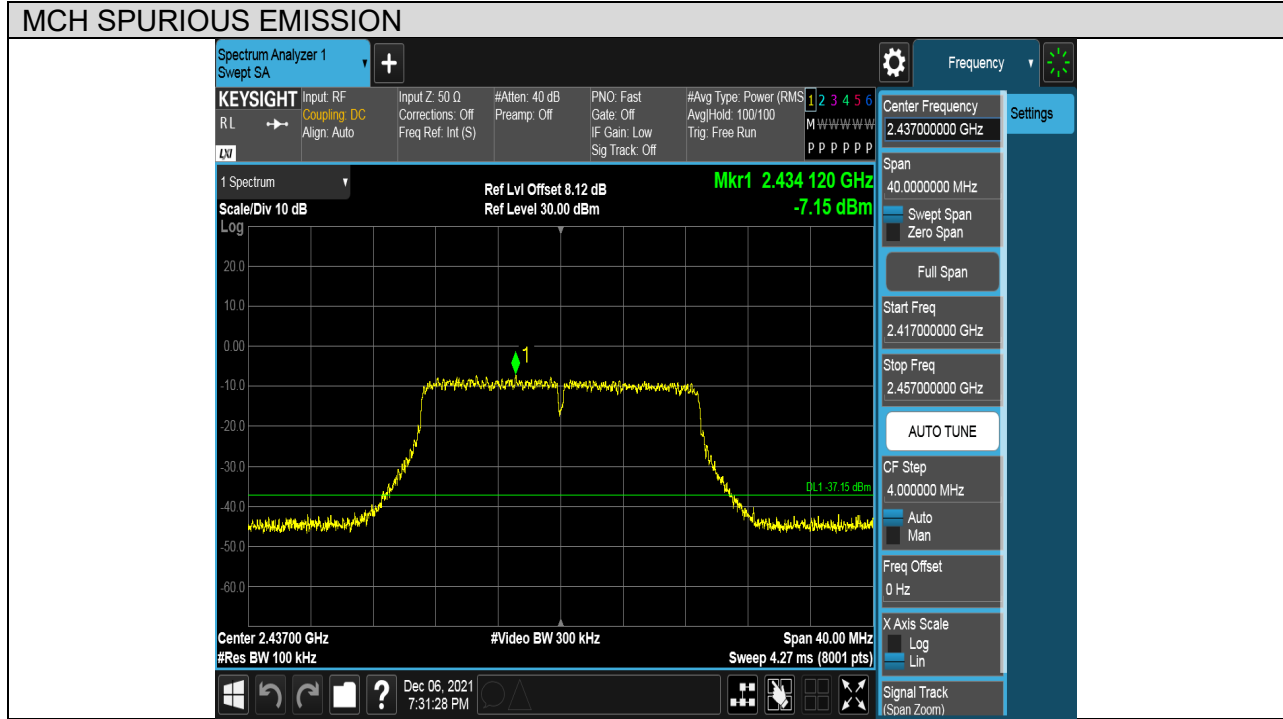 MCH SPURIOUS EMISSION
Spectrum Analyzer 1
Swept SA
Frequency
KEYSIGHT
RL
LXI
Input: RF
Coupling: DC
Align: Auto
Input Z: 50 Ω
Corrections: Off
Freq Ref: Int (S)
#Atten: 40 dB
Preamp: Off
PNO: Fast
Gate: Off
IF Gain: Low
Sig Track: Off
#Avg Type: Power (RMS
Avg|Hold: 100/100
Trig: Free Run
1 2 3 4 5 6
M W W W W W
P P P P P P
1 Spectrum
Scale/Div 10 dB
Log
Ref Lvl Offset 8.12 dB
Ref Level 30.00 dBm
Mkr1 2.434 120 GHz
-7.15 dBm
20.0
10.0
0.00
-10.0
-20.0
-30.0
-40.0
-50.0
-60.0
1
DL1 -37.15 dBm
Center 2.43700 GHz
#Res BW 100 kHz
#Video BW 300 kHz
Span 40.00 MHz
Sweep 4.27 ms (8001 pts)
Dec 06, 2021
7:31:28 PM
Center Frequency
2.437000000 GHz
Span
40.0000000 MHz
Swept Span
Zero Span
Full Span
Start Freq
2.417000000 GHz
Stop Freq
2.457000000 GHz
AUTO TUNE
CF Step
4.000000 MHz
Auto
Man
Freq Offset
0 Hz
X Axis Scale
Log
Lin
Signal Track
(Span Zoom)
Settings